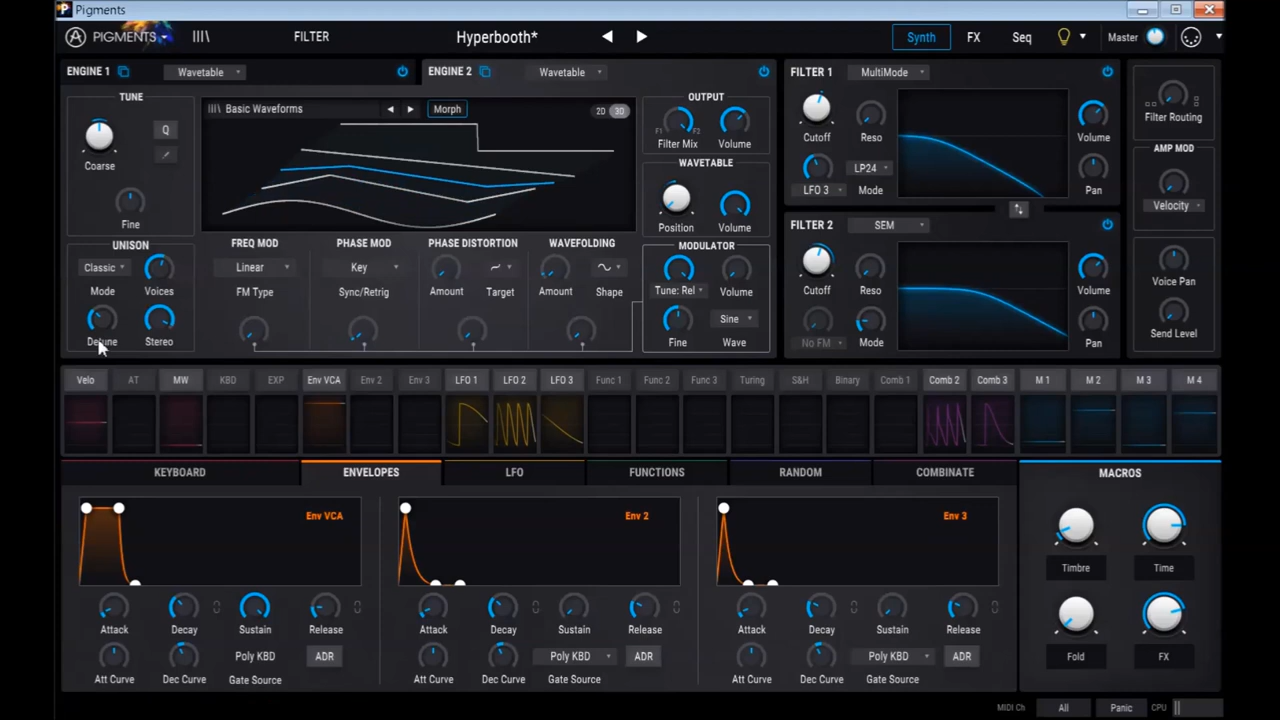 Pigments
PIGMENTS
FILTER
Hyperbooth*
Synth
FX
Seq
Master
ENGINE 1
Wavetable
ENGINE 2
Wavetable
TUNE
Q
Coarse
Fine
UNISON
Classic
Mode
Voices
Detune
Stereo
Basic Waveforms
Morph
2D
3D
FREQ MOD
PHASE MOD
PHASE DISTORTION
WAVEFOLDING
Linear
Key
FM Type
Sync/Retrig
Amount
Target
Amount
Shape
OUTPUT
F1
F2
Filter Mix
Volume
WAVETABLE
Position
Volume
MODULATOR
Tune: Rel
Volume
Sine
Fine
Wave
FILTER 1
MultiMode
Cutoff
Reso
LFO 3
LP24
Mode
Volume
Pan
FILTER 2
SEM
Cutoff
Reso
No FM
Mode
Volume
Pan
Filter Routing
AMP MOD
Velocity
Voice Pan
Send Level
Velo
AT
MW
KBD
EXP
Env VCA
Env 2
Env 3
LFO 1
LFO 2
LFO 3
Func 1
Func 2
Func 3
Turing
S&H
Binary
Comb 1
Comb 2
Comb 3
M 1
M 2
M 3
M 4
KEYBOARD
ENVELOPES
LFO
FUNCTIONS
RANDOM
COMBINATE
MACROS
Env VCA
Attack
Decay
Sustain
Release
Att Curve
Dec Curve
Poly KBD
Gate Source
ADR
Env 2
Attack
Decay
Sustain
Release
Att Curve
Dec Curve
Poly KBD
Gate Source
ADR
Env 3
Attack
Decay
Sustain
Release
Att Curve
Dec Curve
Poly KBD
Gate Source
ADR
Timbre
Time
Fold
FX
MIDI Ch
All
Panic
CPU